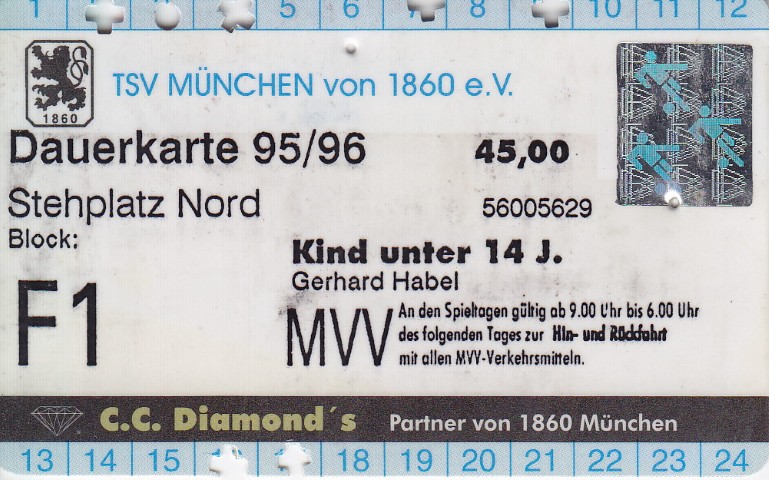 1 5 6 8 10 11 12
1860
TSV MÜNCHEN von 1860 e.V.
Dauerkarte 95/96 45,00
Stehplatz Nord 56005629
Block:
F1
Kind unter 14 J.
Gerhard Habel
MVV
An den Spieltagen gültig ab 9.00 Uhr bis 6.00 Uhr
des folgenden Tages zur Hin- und Rückfahrt
mit allen MVV-Verkehrsmitteln.
C.C. Diamond´s Partner von 1860 München
13 14 15 18 19 20 21 22 23 24